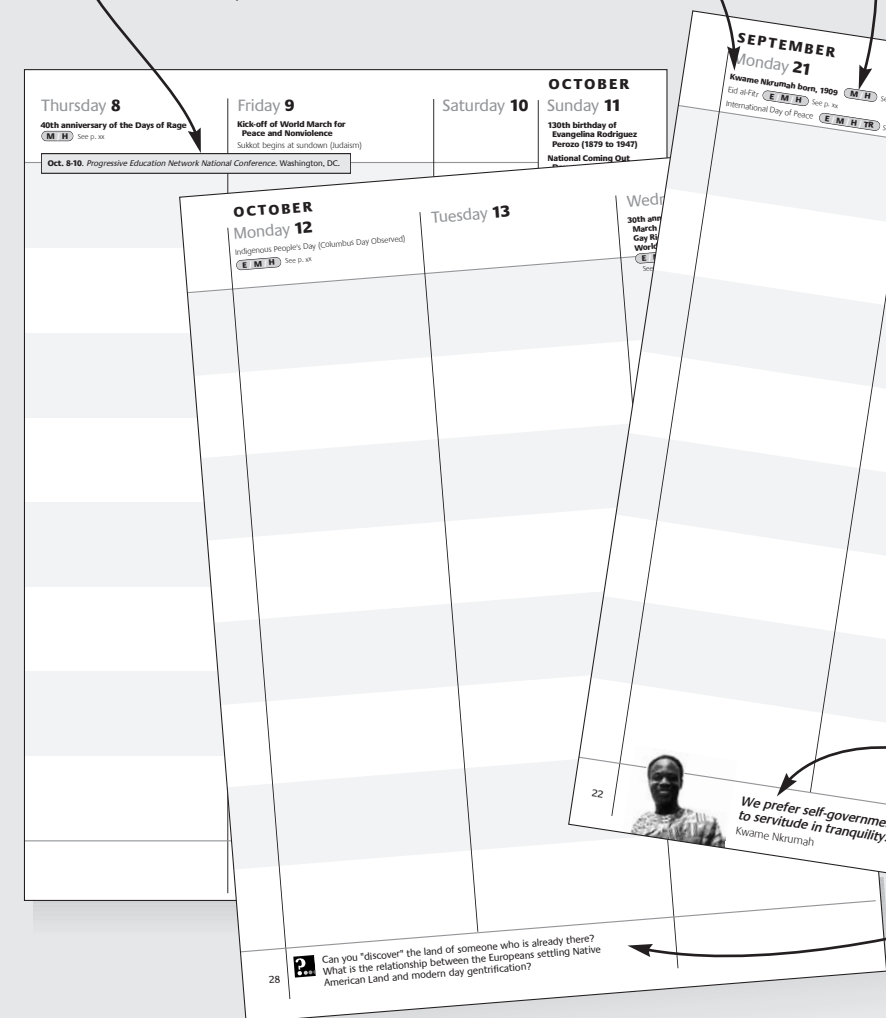 OCTOBER
Thursday 8
40th anniversary of the Days of Rage
M H See p. xx
Friday 9
Kick-off of World March for
Peace and Nonviolence
Sukkot begins at sundown (Judaism)
Saturday 10
Sunday 11
130th birthday of
Evangelina Rodriguez
Perozo (1879 to 1947)
National Coming Out
Oct. 8-10. Progressive Education Network National Conference. Washington, DC.
OCTOBER
Monday 12
Indigenous People's Day (Columbus Day Observed)
E M H See p. xx
Tuesday 13
Wedn
30th ann
March
Gay Ri
World
E
See
28
Can you "discover" the land of someone who is already there?
What is the relationship between the Europeans settling Native
American Land and modern day gentrification?
SEPTEMBER
Monday 21
Kwame Nkrumah born, 1909 M H
Eid al-Fitr E M H See p. xx
International Day of Peace E M H TR
22
We prefer self-governme
to servitude in tranquility.
Kwame Nkrumah